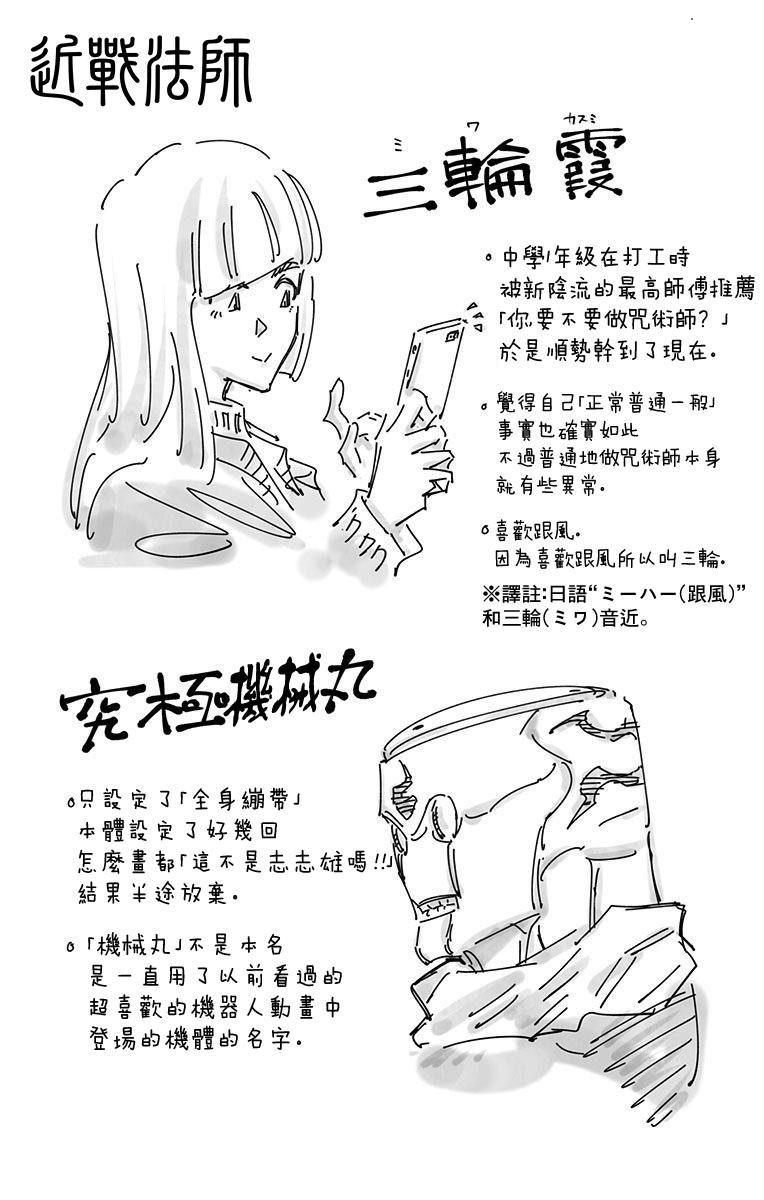 近戰法師
ミワ カスミ
三輪 霞
。中學1年級在打工時
被新陰流的最高師傅推薦
「你要不要做咒術師？」
於是順勢幹到了現在.
。覺得自己「正常普通一般」
事實也確實如此
不過普通地做咒術師本身
就有些異常.
。喜歡跟風.
因為喜歡跟風所以叫三輪.
※譯註:日語“ミーハー(跟風)”
和三輪(ミワ)音近。
究極機械丸
。只設定了「全身繃帶」
本體設定了好幾回
怎麼畫都「這不是志志雄嗎!!」
結果半途放棄.
。「機械丸」不是本名
是一直用了以前看過的
超喜歡的機器人動畫中
登場的機體的名字.